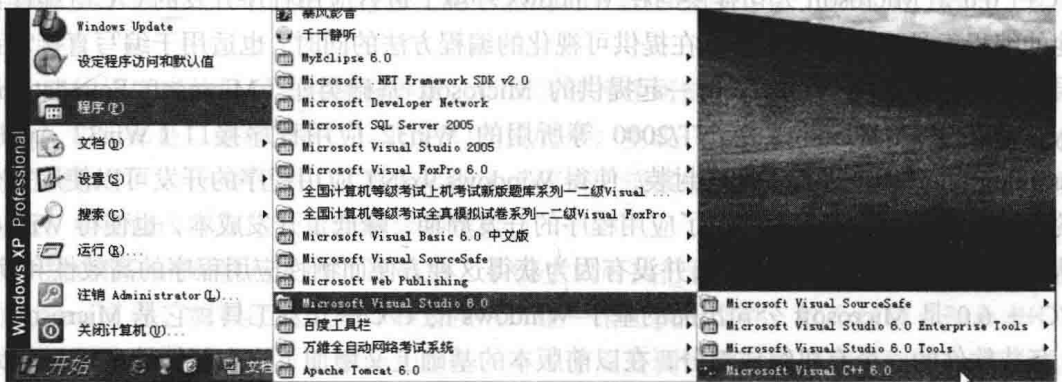 Windows XP Professional
Windows Update
设定程序访问和默认值
程序(P)
文档(D)
设置(S)
搜索(C)
运行(R)...
注销 Administrator(L)...
关闭计算机(U)...
开始
文档
暴风影音
千千静听
MyEclipse 6.0
Microsoft .NET Framework SDK v2.0
Microsoft Developer Network
Microsoft SQL Server 2005
Microsoft Visual Studio 2005
Microsoft Visual FoxPro 6.0
全国计算机等级考试上机考试新版题库系列—二级Visual ...
全国计算机等级考试全真模拟试卷系列—二级Visual FoxPro
Microsoft Visual Basic 6.0 中文版
Microsoft Visual SourceSafe
Microsoft Web Publishing
Microsoft Visual Studio 6.0
百度工具栏
万维全自动网络考试系统
Apache Tomcat 6.0
Microsoft Visual SourceSafe
Microsoft Visual Studio 6.0 Enterprise Tools
Microsoft Visual Studio 6.0 Tools
Microsoft Visual C++ 6.0